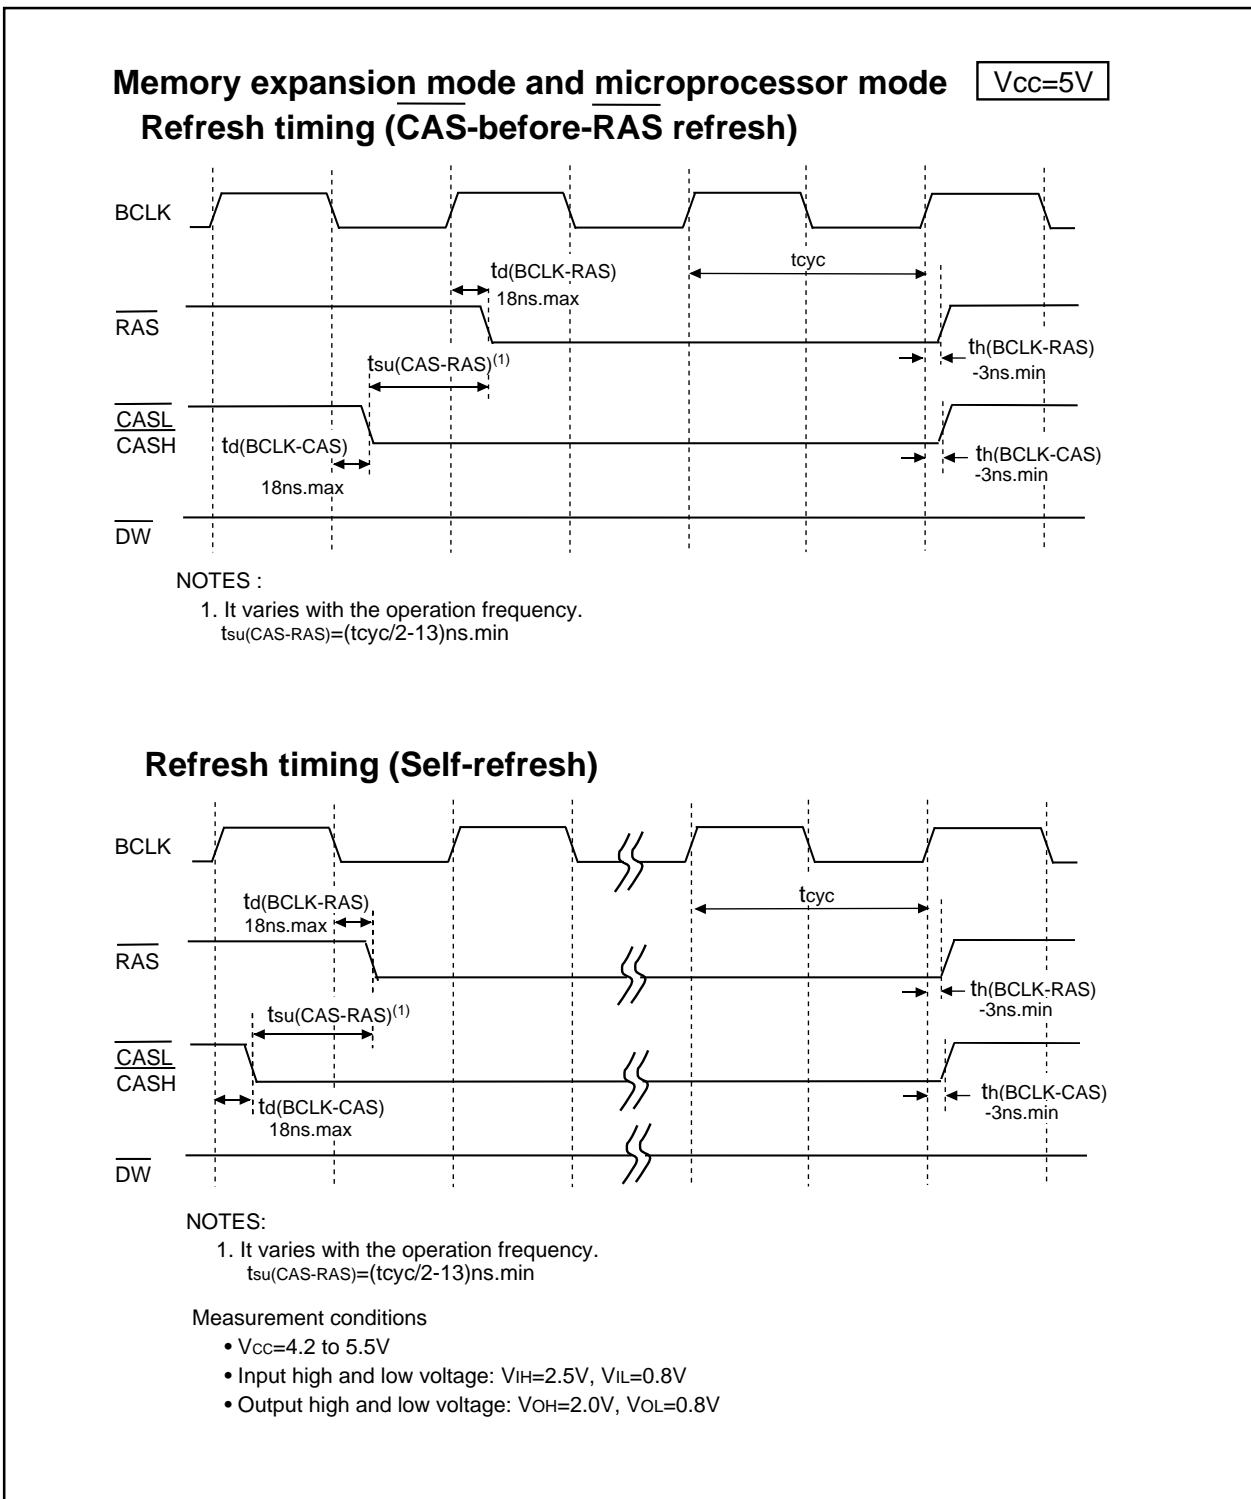 Memory expansion mode and microprocessor mode Vcc=5V
Refresh timing (CAS-before-RAS refresh)
BCLK
td(BCLK-RAS)
18ns.max
tcyc
RAS
th(BCLK-RAS)
-3ns.min
tsu(CAS-RAS)(1)
CASL
CASH
td(BCLK-CAS)
18ns.max
th(BCLK-CAS)
-3ns.min
DW
NOTES :
1. It varies with the operation frequency.
tsu(CAS-RAS)=(tcyc/2-13)ns.min
Refresh timing (Self-refresh)
BCLK
td(BCLK-RAS)
18ns.max
tcyc
RAS
th(BCLK-RAS)
-3ns.min
tsu(CAS-RAS)(1)
CASL
CASH
td(BCLK-CAS)
18ns.max
th(BCLK-CAS)
-3ns.min
DW
NOTES:
1. It varies with the operation frequency.
tsu(CAS-RAS)=(tcyc/2-13)ns.min
Measurement conditions
• VCC=4.2 to 5.5V
• Input high and low voltage: VIH=2.5V, VIL=0.8V
• Output high and low voltage: VOH=2.0V, VOL=0.8V